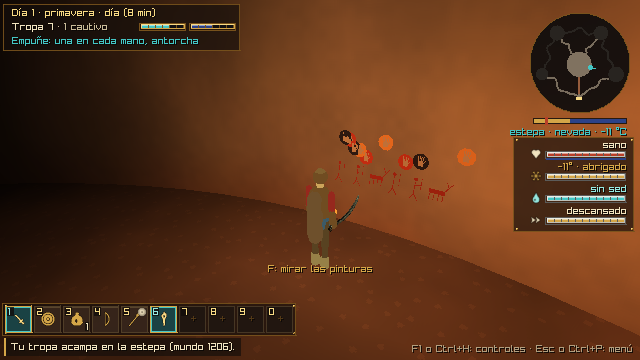 Día 1 · primavera · día (8 min)
Tropa 7 · 1 cautivo
Empuñe: una en cada mano, antorcha
estepa · nevada · -11 °C
sano
-11° · abrigado
sin sed
descansado
F: mirar las pinturas
1 2 3 4 5 6 7 8 9 0
1
Tu tropa acampa en la estepa (mundo 1206).
F1 o Ctrl+H: controles · Esc o Ctrl+P: menú